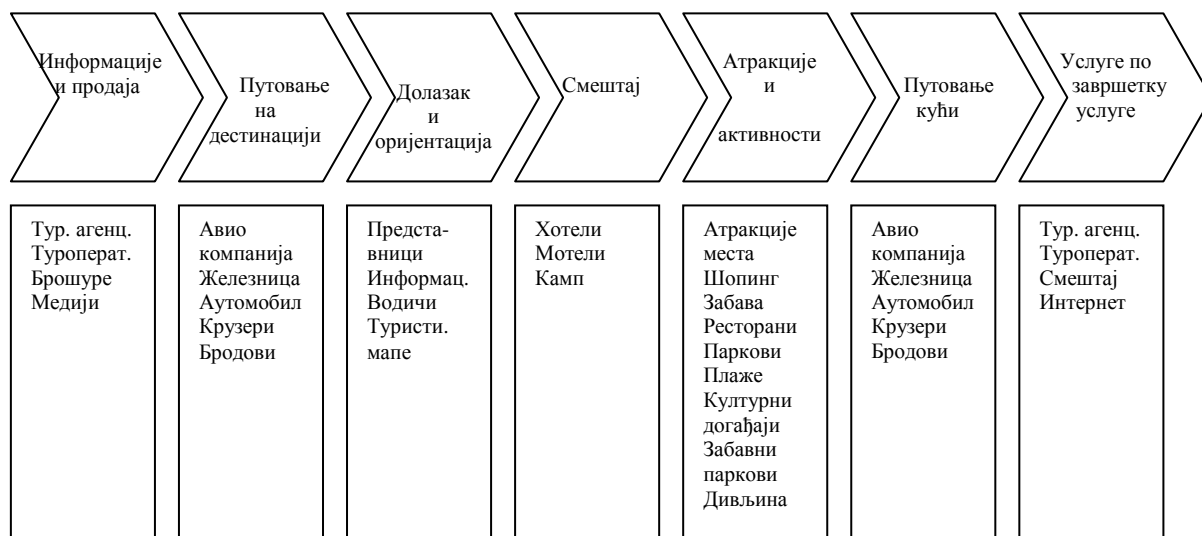 Информације
и продаја
Путовање
на
дестинацији
Долазак
и
оријентација
Смештај
Атракције
и
активности
Путовање
кући
Услуге по
завршетку
услуге
Тур. агенц.
Туроперат.
Брошуре
Медији
Авио
компанија
Железница
Аутомобил
Крузери
Бродови
Предста-
вници
Информац.
Водичи
Туристи.
мапе
Хотели
Мотели
Камп
Атракције
места
Шопинг
Забава
Ресторани
Паркови
Плаже
Културни
догађаји
Забавни
паркови
Дивљина
Авио
компанија
Железница
Аутомобил
Крузери
Бродови
Тур. агенц.
Туроперат.
Смештај
Интернет